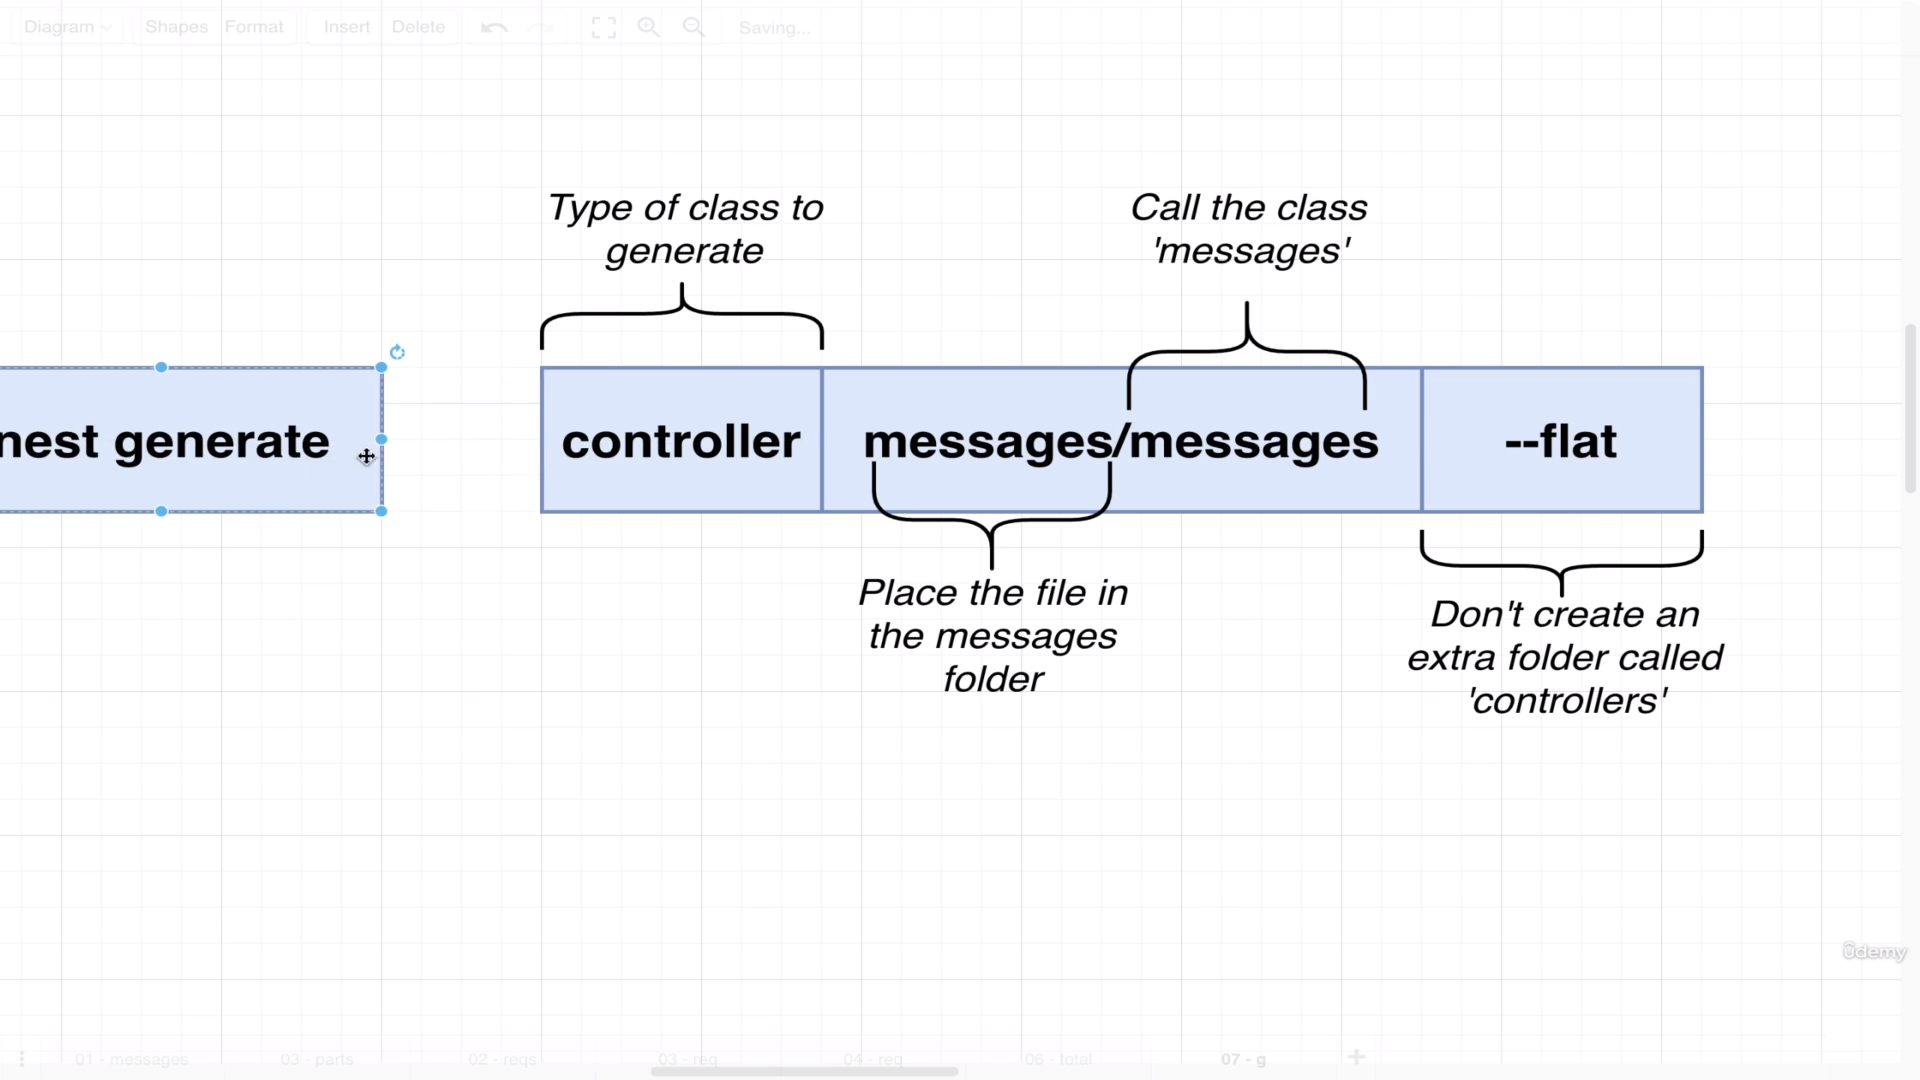 Diagram
Shapes
Format
Insert
Delete
Saving...
Type of class to
generate
Call the class
'messages'
nest generate
controller
messages/messages
--flat
Place the file in
the messages
folder
Don't create an
extra folder called
'controllers'
udemy
01 - messages
03 - parts
02 - reqs
03 - req
04 - req
06 - total
07 - g